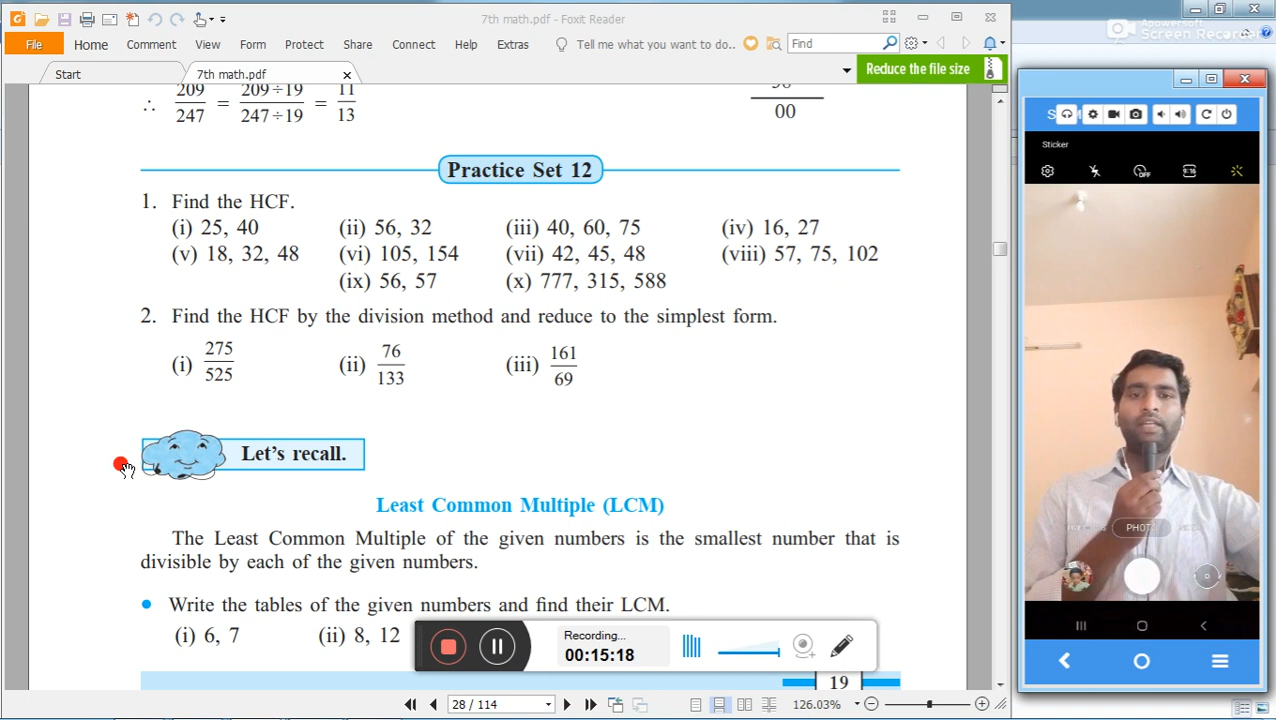 7th math.pdf - Foxit Reader
Apowersoft
Screen Recorder
File Home Comment View Form Protect Share Connect Help Extras Tell me what you want to do.. Find
Start 7th math.pdf Reduce the file size
∴ 209/247 = 209÷19/247÷19 = 11/13
00
Practice Set 12
1. Find the HCF.
(i) 25, 40 (ii) 56, 32 (iii) 40, 60, 75 (iv) 16, 27
(v) 18, 32, 48 (vi) 105, 154 (vii) 42, 45, 48 (viii) 57, 75, 102
(ix) 56, 57 (x) 777, 315, 588
2. Find the HCF by the division method and reduce to the simplest form.
(i) 275/525 (ii) 76/133 (iii) 161/69
Let's recall.
Least Common Multiple (LCM)
The Least Common Multiple of the given numbers is the smallest number that is
divisible by each of the given numbers.
• Write the tables of the given numbers and find their LCM.
(i) 6, 7 (ii) 8, 12
19
Recording...
00:15:18
28 / 114 126.03%
Sticker
OFF 9:16
PHOTO